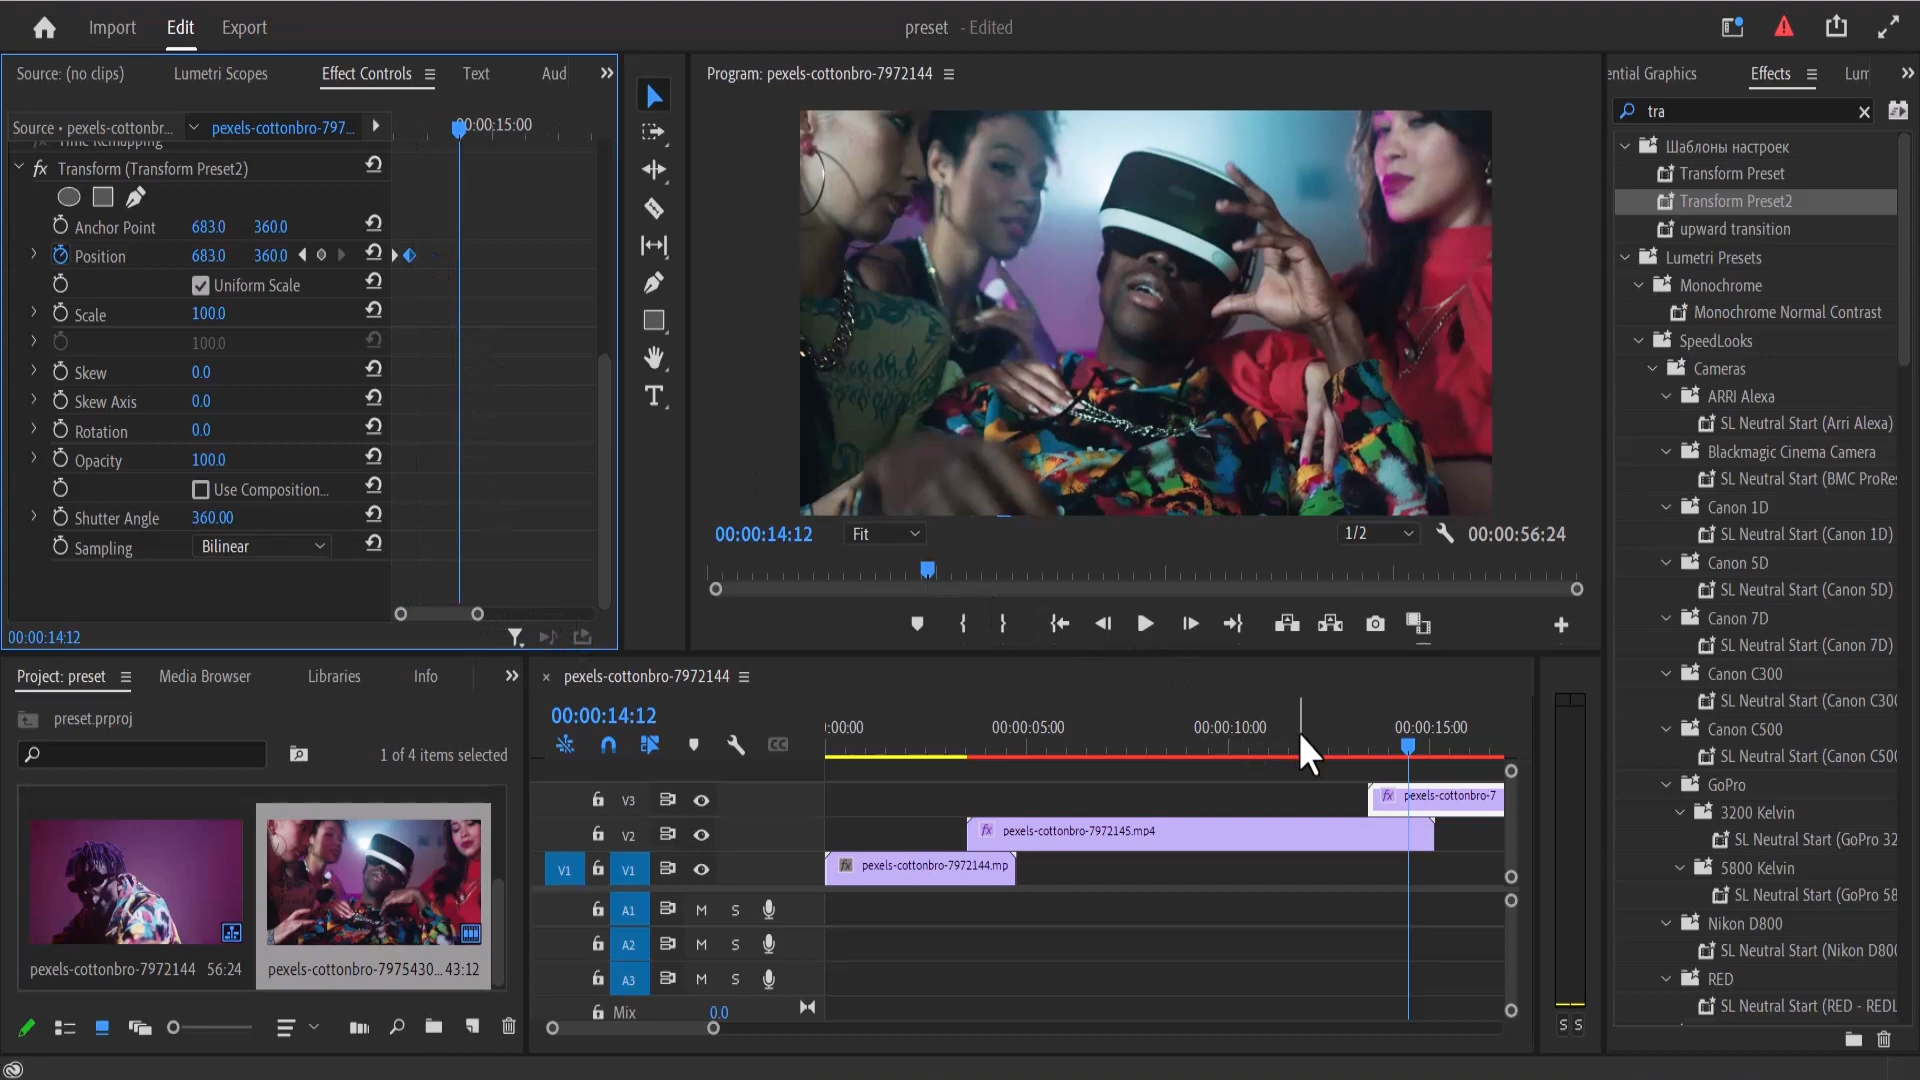 Import Edit Export preset - Edited
Source: (no clips) Lumetri Scopes Effect Controls Text Aud
Source • pexels-cottonbr... pexels-cottonbro-797... 00:00:15:00
Time Remapping
fx Transform (Transform Preset2)
Anchor Point 683.0 360.0
Position 683.0 360.0
Uniform Scale
Scale 100.0
100.0
Skew 0.0
Skew Axis 0.0
Rotation 0.0
Opacity 100.0
Use Composition...
Shutter Angle 360.00
Sampling Bilinear
00:00:14:12
Program: pexels-cottonbro-7972144
00:00:14:12 Fit 1/2 00:00:56:24
ential Graphics Effects Lum
tra
Шаблоны настроек
Transform Preset
Transform Preset2
upward transition
Lumetri Presets
Monochrome
Monochrome Normal Contrast
SpeedLooks
Cameras
ARRI Alexa
SL Neutral Start (Arri Alexa)
Blackmagic Cinema Camera
SL Neutral Start (BMC ProRes
Canon 1D
SL Neutral Start (Canon 1D)
Canon 5D
SL Neutral Start (Canon 5D)
Canon 7D
SL Neutral Start (Canon 7D)
Canon C300
SL Neutral Start (Canon C300
Canon C500
SL Neutral Start (Canon C500
GoPro
3200 Kelvin
SL Neutral Start (GoPro 32
5800 Kelvin
SL Neutral Start (GoPro 58
Nikon D800
SL Neutral Start (Nikon D800
RED
SL Neutral Start (RED - REDL
Project: preset Media Browser Libraries Info
preset.prproj
1 of 4 items selected
pexels-cottonbro-7972144 56:24
pexels-cottonbro-7975430... 43:12
× pexels-cottonbro-7972144
00:00:14:12
:00:00 00:00:05:00 00:00:10:00 00:00:15:00
CC
V3 fx pexels-cottonbro-7
V2 fx pexels-cottonbro-7972145.mp4
V1 V1 fx pexels-cottonbro-7972144.mp
A1 M S
A2 M S
A3 M S
Mix 0.0
S S